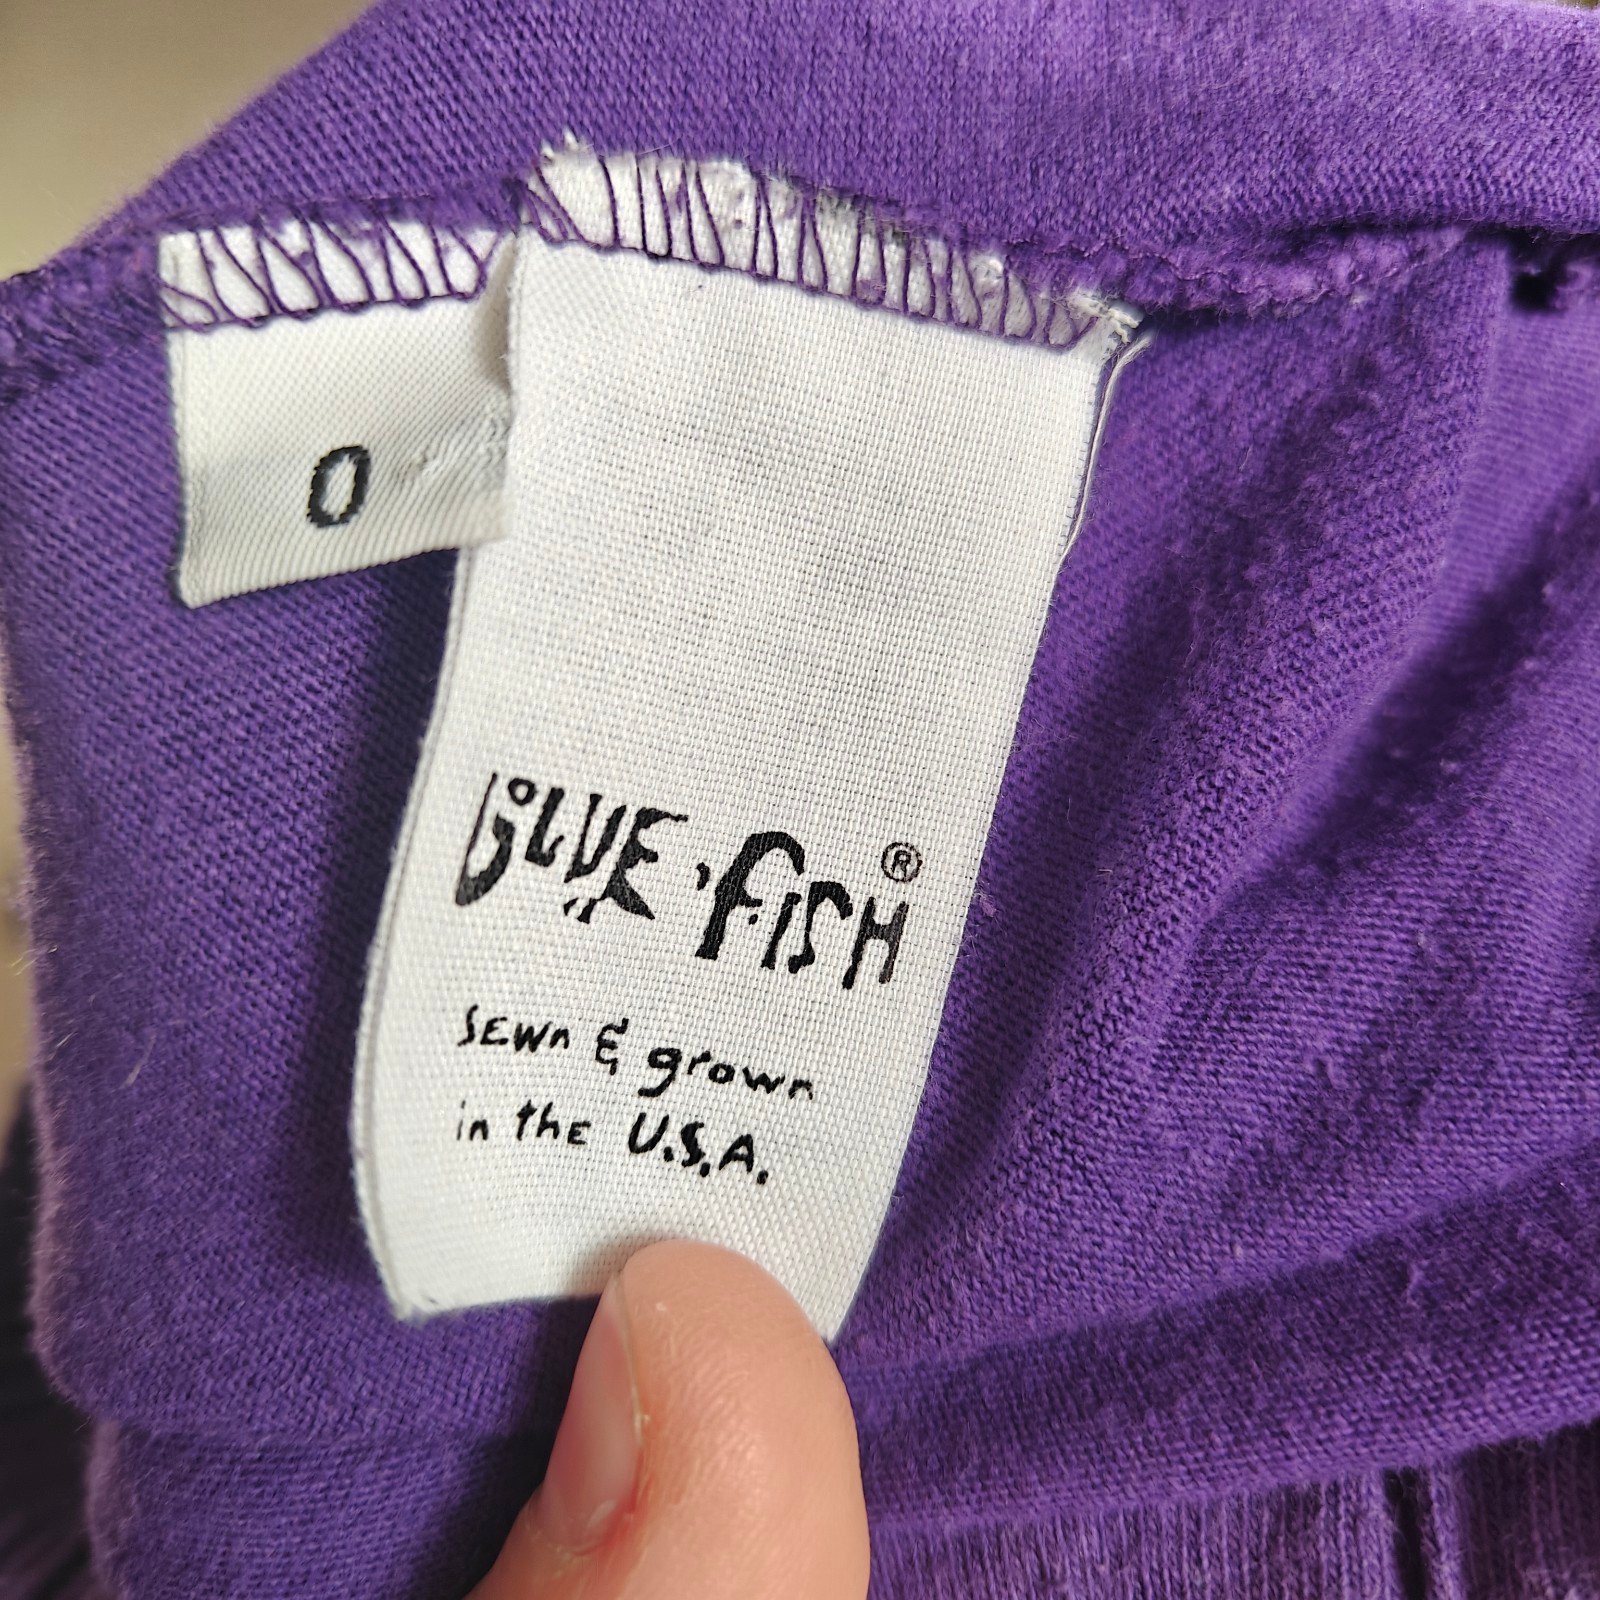 0
BLUE FISH ®
Sewn & grown
in the U.S.A.